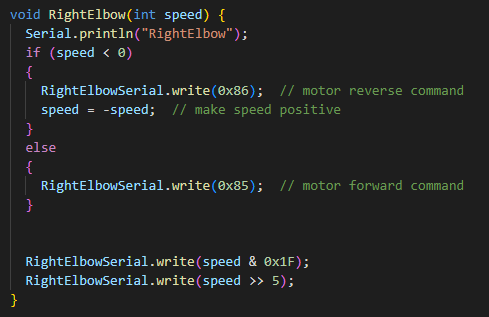 void RightElbow(int speed) {
  Serial.println("RightElbow");
  if (speed < 0)
  {
    RightElbowSerial.write(0x86);  // motor reverse command
    speed = -speed;  // make speed positive
  }
  else
  {
    RightElbowSerial.write(0x85);  // motor forward command
  }
  RightElbowSerial.write(speed & 0x1F);
  RightElbowSerial.write(speed >> 5);
}